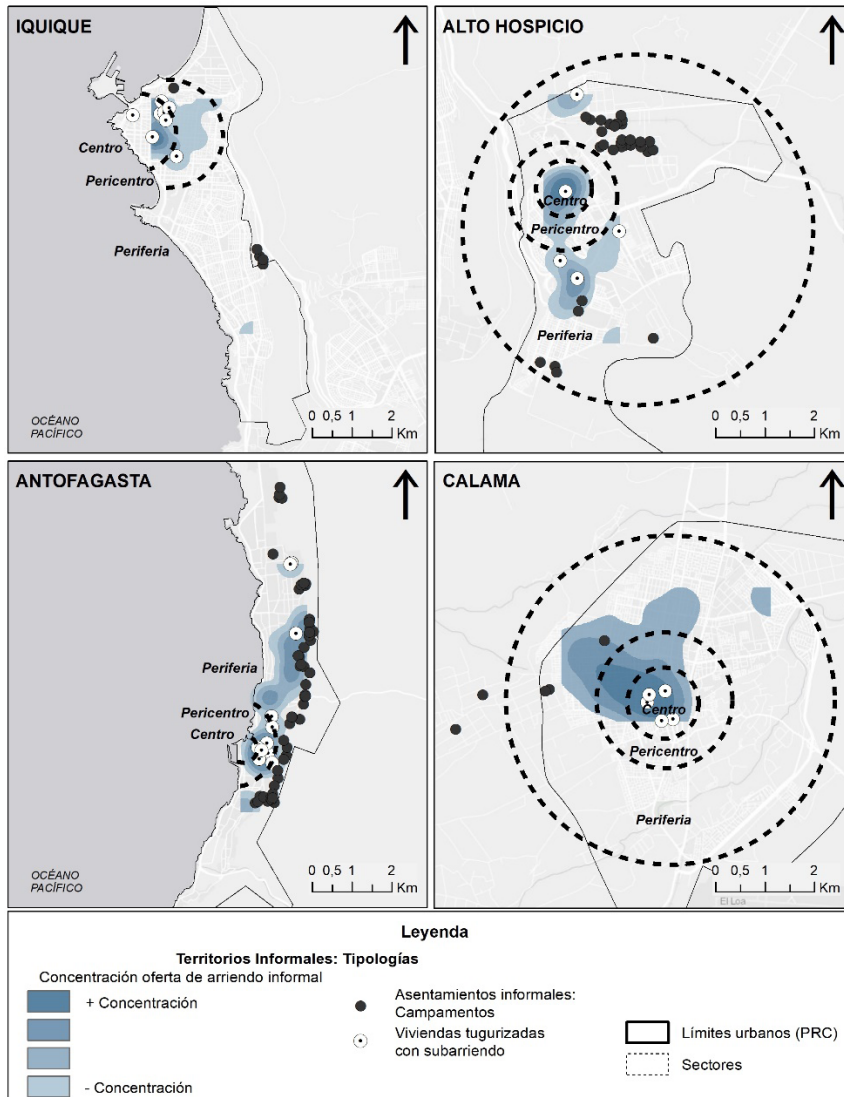 IQUIQUE
Centro
Pericentro
Periferia
OCÉANO
PACÍFICO
0 0,5 1 2
Km
ALTO HOSPICIO
Centro
Pericentro
Periferia
0 0,5 1 2
Km
ANTOFAGASTA
Periferia
Pericentro
Centro
OCÉANO
PACÍFICO
0 0,5 1 2
Km
CALAMA
Centro
Pericentro
Periferia
0 0,5 1 2
Km
El Loa
Leyenda
Territorios Informales: Tipologías
Concentración oferta de arriendo informal
+ Concentración
- Concentración
Asentamientos informales:
Campamentos
Viviendas tugurizadas
con subarriendo
Límites urbanos (PRC)
Sectores